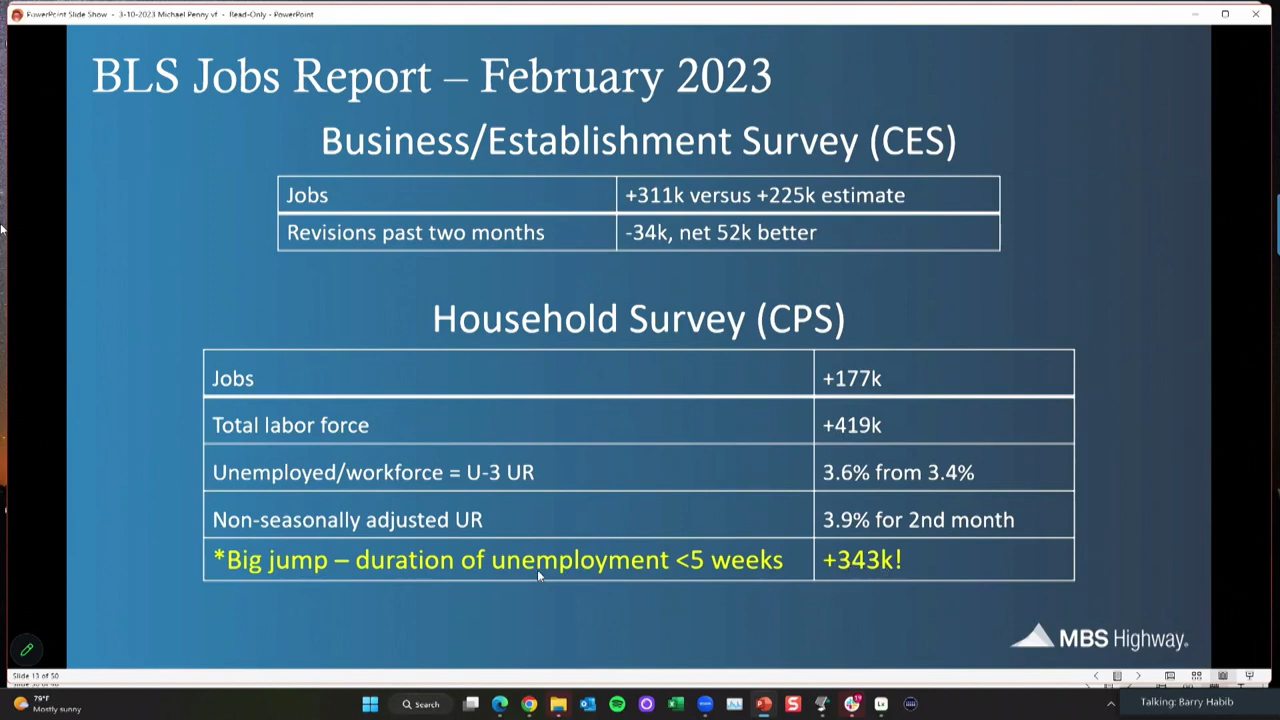 PowerPoint Slide Show - 3-10-2023 Michael Penny vf - Read-Only - PowerPoint
BLS Jobs Report – February 2023
Business/Establishment Survey (CES)
Jobs +311k versus +225k estimate
Revisions past two months -34k, net 52k better
Household Survey (CPS)
Jobs +177k
Total labor force +419k
Unemployed/workforce = U-3 UR 3.6% from 3.4%
Non-seasonally adjusted UR 3.9% for 2nd month
*Big jump – duration of unemployment <5 weeks +343k!
MBS Highway.
Slide 13 of 50
79°F
Mostly sunny
Search
19
Talking: Barry Habib